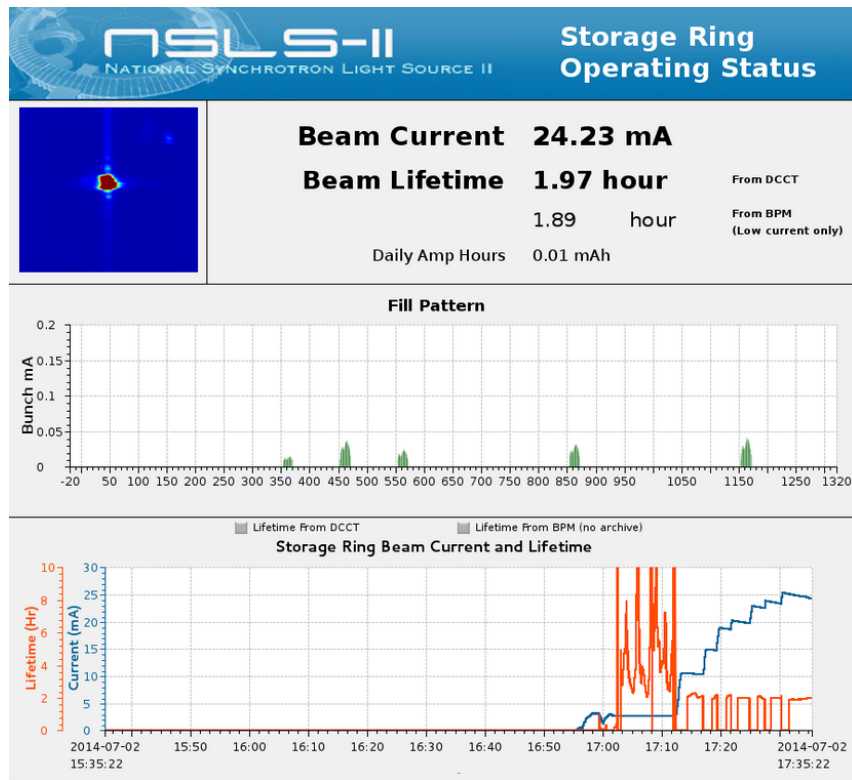 NSLS-II
NATIONAL SYNCHROTRON LIGHT SOURCE II
Storage Ring
Operating Status
Beam Current 24.23 mA
Beam Lifetime 1.97 hour From DCCT
1.89 hour From BPM
(Low current only)
Daily Amp Hours 0.01 mAh
Fill Pattern
Bunch mA
0.2
0.15
0.1
0.05
0
-20 50 100 150 200 250 300 350 400 450 500 550 600 650 700 750 800 850 900 950 1050 1150 1250 1320
Lifetime From DCCT Lifetime From BPM (no archive)
Storage Ring Beam Current and Lifetime
Lifetime (Hr)
Current (mA)
10 30
25
8
20
6
15
4
10
2 5
0 0
2014-07-02 15:50 16:00 16:10 16:20 16:30 16:40 16:50 17:00 17:10 17:20 2014-07-02
15:35:22 17:35:22